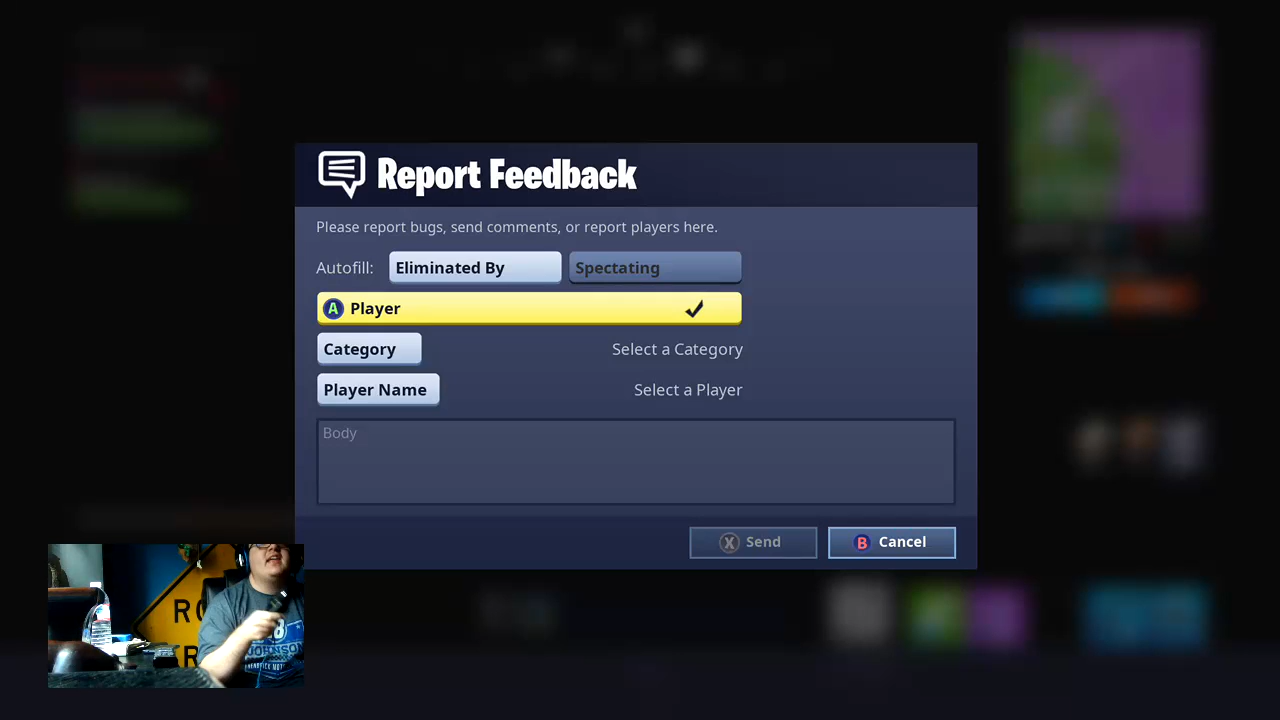 Report Feedback
Please report bugs, send comments, or report players here.
Autofill: Eliminated By Spectating
A Player
Category Select a Category
Player Name Select a Player
Body
X Send B Cancel
JOHNSON